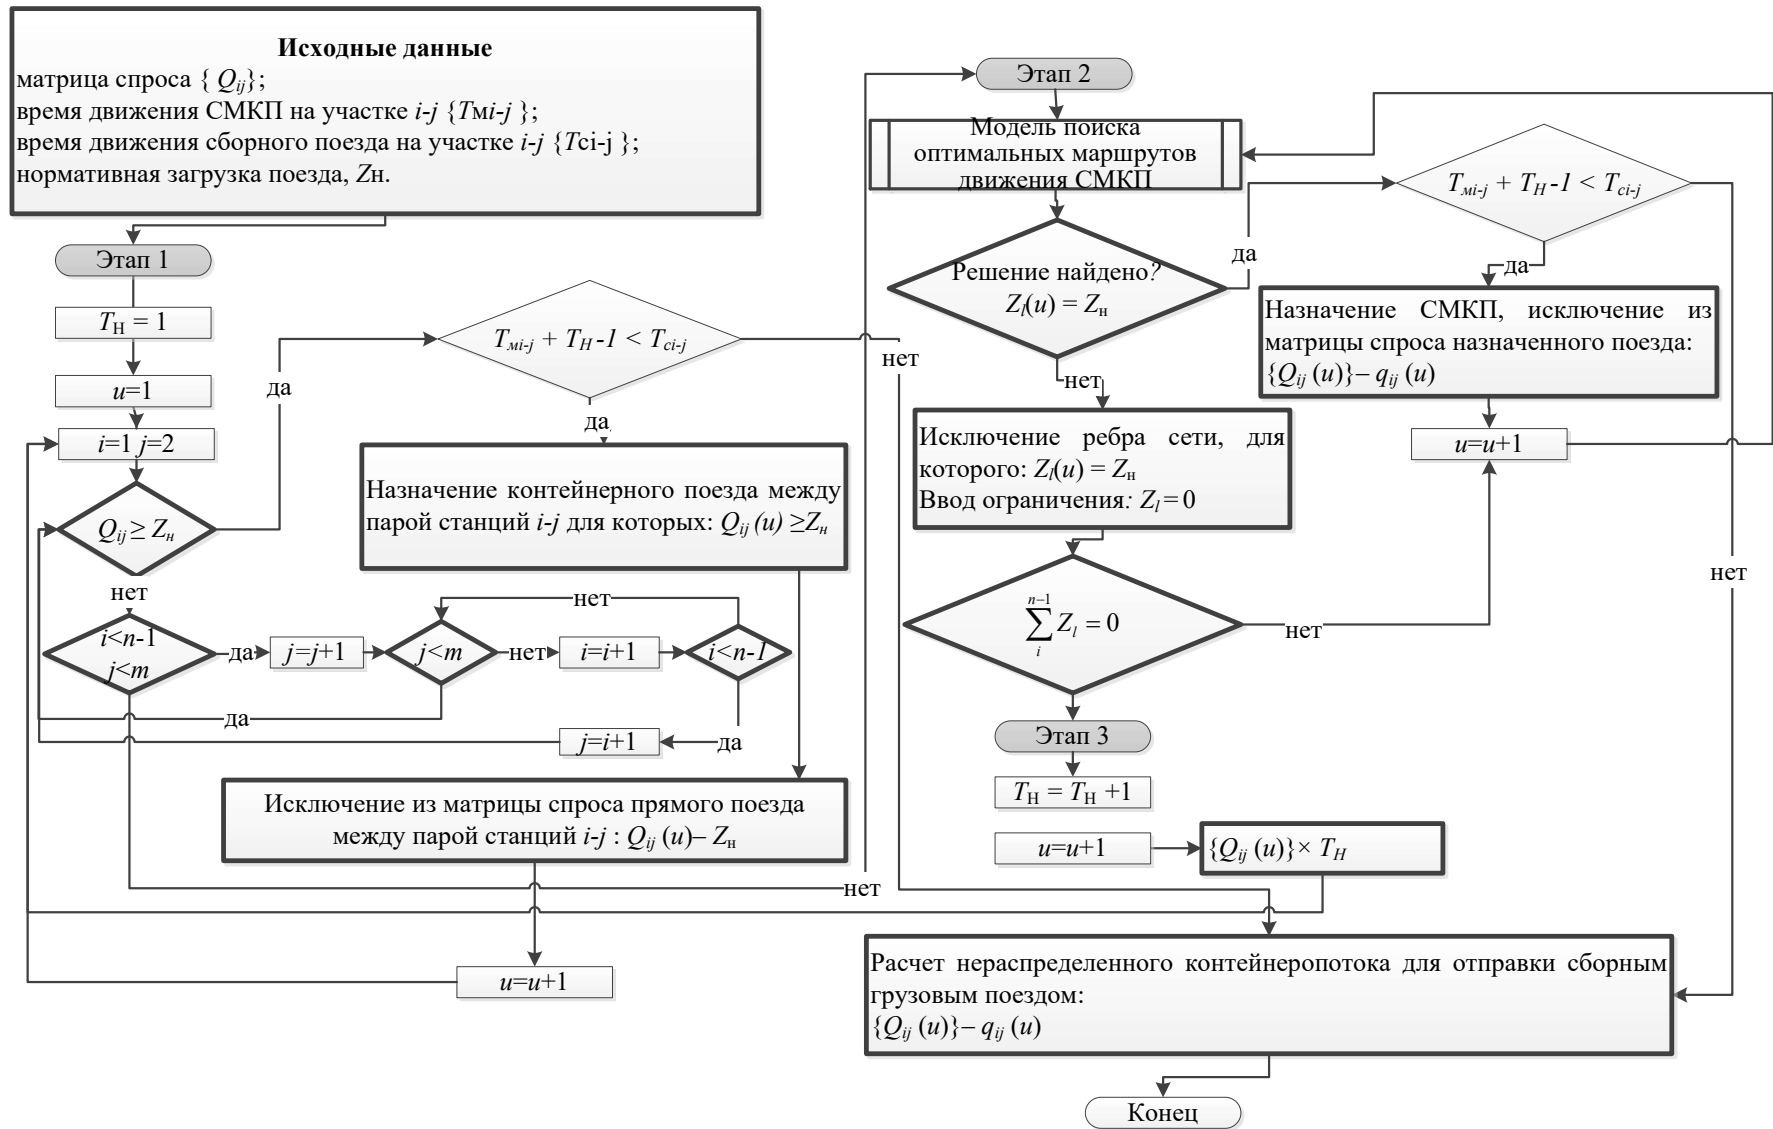 Исходные данные
матрица спроса { Qij};
время движения СМКП на участке i-j {Tмi-j };
время движения сборного поезда на участке i-j {Tci-j };
нормативная загрузка поезда, Zн.
Этап 1
TН = 1
u=1
i=1 j=2
Qij ≥ Zн
да
нет
i<n-1
j<m
да
j=j+1
j<m
нет
i=i+1
i<n-1
нет
да
да
j=i+1
Tмi-j + TН -1 < Tci-j
да
нет
Назначение контейнерного поезда между
парой станций i-j для которых: Qij (u) ≥Zн
Исключение из матрицы спроса прямого поезда
между парой станций i-j : Qij (u)– Zн
нет
u=u+1
Этап 2
Модель поиска
оптимальных маршрутов
движения СМКП
Решение найдено?
Zl(u) = Zн
да
нет
Tмi-j + TН -1 < Tci-j
да
нет
Назначение СМКП, исключение из
матрицы спроса назначенного поезда:
{Qij (u)}– qij (u)
u=u+1
Исключение ребра сети, для
которого: Zl(u) = Zн
Ввод ограничения: Zl = 0
n−1
∑ Zl = 0
i
нет
Этап 3
TН = TН +1
u=u+1
{Qij (u)}× TН
Расчет нераспределенного контейнеропотока для отправки сборным
грузовым поездом:
{Qij (u)}– qij (u)
Конец